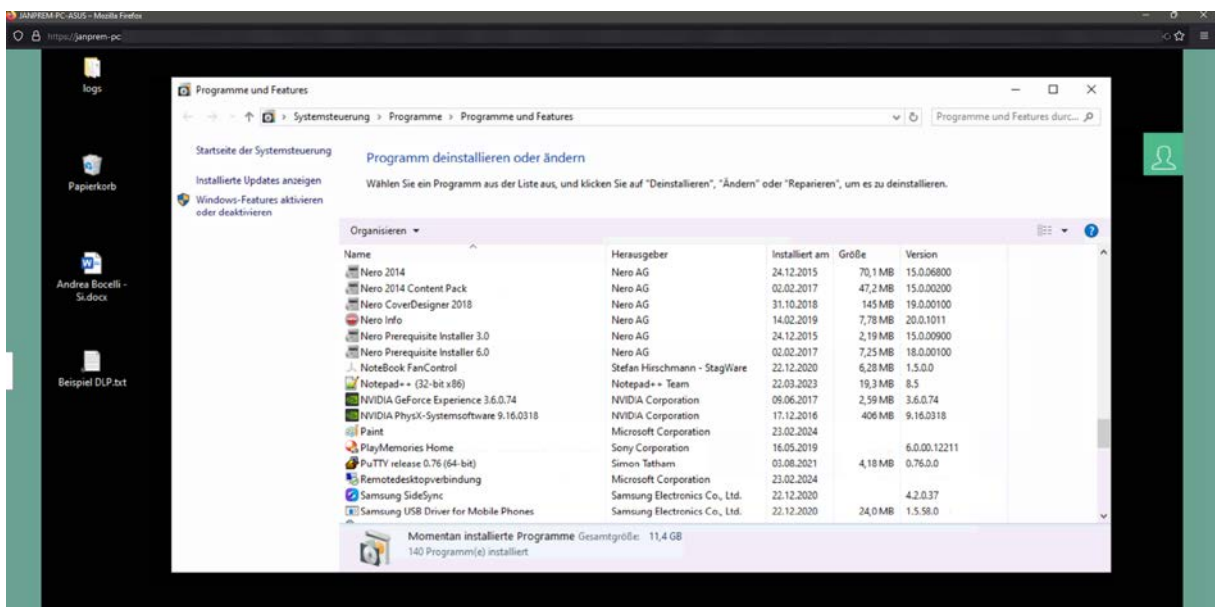 JANPREM-PC-ASUS – Mozilla Firefox
https://janprem-pc
logs
Papierkorb
Andrea Bocelli -
Si.docx
Beispiel DLP.txt
Programme und Features
Systemsteuerung > Programme > Programme und Features
Programme und Features durc...
Startseite der Systemsteuerung
Installierte Updates anzeigen
Windows-Features aktivieren
oder deaktivieren
Programm deinstallieren oder ändern
Wählen Sie ein Programm aus der Liste aus, und klicken Sie auf "Deinstallieren", "Ändern" oder "Reparieren", um es zu deinstallieren.
Organisieren
Name Herausgeber Installiert am Größe Version
Nero 2014 Nero AG 24.12.2015 70,1 MB 15.0.06800
Nero 2014 Content Pack Nero AG 02.02.2017 47,2 MB 15.0.00200
Nero CoverDesigner 2018 Nero AG 31.10.2018 145 MB 19.0.00100
Nero Info Nero AG 14.02.2019 7,78 MB 20.0.1011
Nero Prerequisite Installer 3.0 Nero AG 24.12.2015 2,19 MB 15.0.00900
Nero Prerequisite Installer 6.0 Nero AG 02.02.2017 7,25 MB 18.0.00100
NoteBook FanControl Stefan Hirschmann - StagWare 22.12.2020 6,28 MB 1.5.0.0
Notepad++ (32-bit x86) Notepad++ Team 22.03.2023 19,3 MB 8.5
NVIDIA GeForce Experience 3.6.0.74 NVIDIA Corporation 09.06.2017 2,59 MB 3.6.0.74
NVIDIA PhysX-Systemsoftware 9.16.0318 NVIDIA Corporation 17.12.2016 406 MB 9.16.0318
Paint Microsoft Corporation 23.02.2024
PlayMemories Home Sony Corporation 16.05.2019 6.0.00.12211
PuTTY release 0.76 (64-bit) Simon Tatham 03.08.2021 4,18 MB 0.76.0.0
Remotedesktopverbindung Microsoft Corporation 23.02.2024
Samsung SideSync Samsung Electronics Co., Ltd. 22.12.2020 4.2.0.37
Samsung USB Driver for Mobile Phones Samsung Electronics Co., Ltd. 22.12.2020 24,0 MB 1.5.58.0
Momentan installierte Programme Gesamtgröße: 11,4 GB
140 Programm(e) installiert